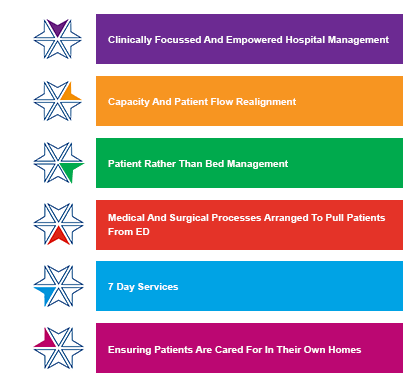 Clinically Focussed And Empowered Hospital Management
Capacity And Patient Flow Realignment
Patient Rather Than Bed Management
Medical And Surgical Processes Arranged To Pull Patients
From ED
7 Day Services
Ensuring Patients Are Cared For In Their Own Homes